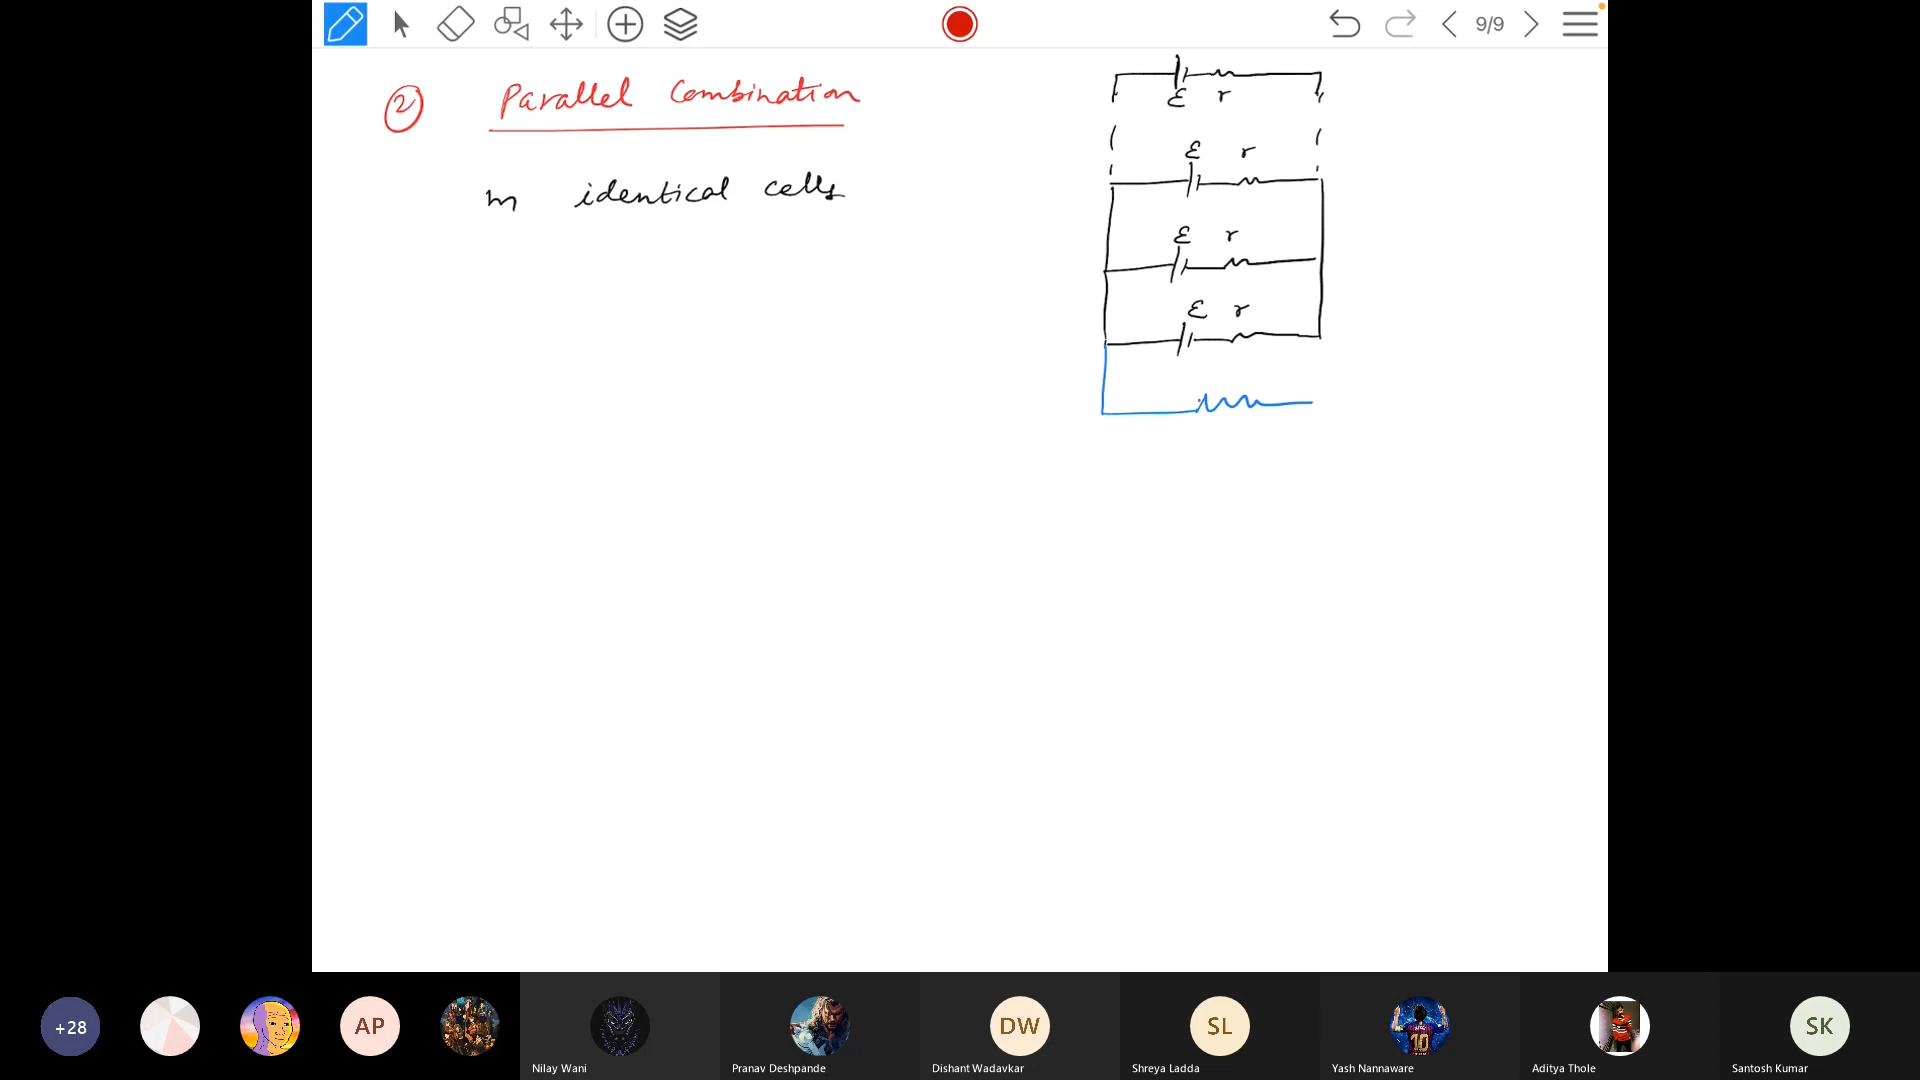 9/9
② Parallel Combination
m identical cells
ε r
ε r
ε r
ε r
+28
AP
DW
SL
10
SK
Nilay Wani
Pranav Deshpande
Dishant Wadavkar
Shreya Ladda
Yash Nannaware
Aditya Thole
Santosh Kumar